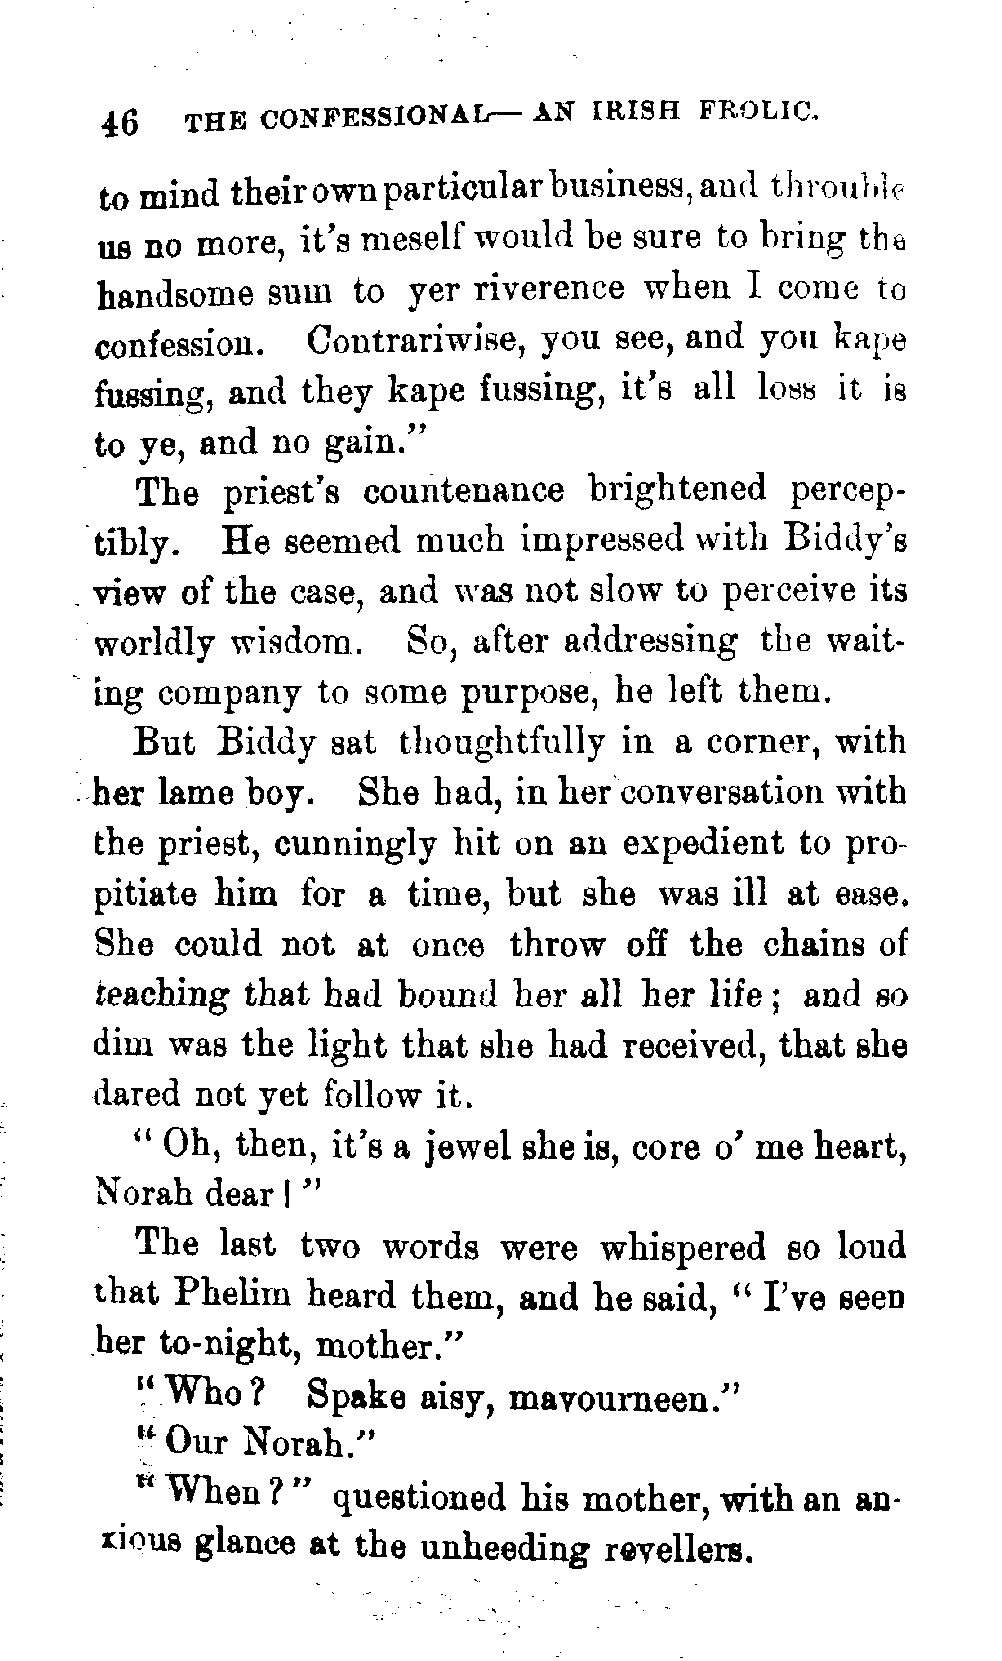 46 THE CONFESSIONAL— AN IRISH FROLIC.
to mind their own particular business, and throuble
us no more, it's meself would be sure to bring the
handsome sum to yer riverence when I come to
confession. Contrariwise, you see, and you kape
fussing, and they kape fussing, it's all loss it is
to ye, and no gain."
The priest's countenance brightened percep-
tibly. He seemed much impressed with Biddy's
view of the case, and was not slow to perceive its
worldly wisdom. So, after addressing the wait-
ing company to some purpose, he left them.
But Biddy sat thoughtfully in a corner, with
her lame boy. She had, in her conversation with
the priest, cunningly hit on an expedient to pro-
pitiate him for a time, but she was ill at ease.
She could not at once throw off the chains of
teaching that had bound her all her life; and so
dim was the light that she had received, that she
dared not yet follow it.
"Oh, then, it's a jewel she is, core o' me heart,
Norah dear!"
The last two words were whispered so loud
that Phelim heard them, and he said, "I've seen
her to-night, mother."
"Who? Spake aisy, mavourneen."
"Our Norah."
"When?" questioned his mother, with an an-
xious glance at the unheeding revellers.